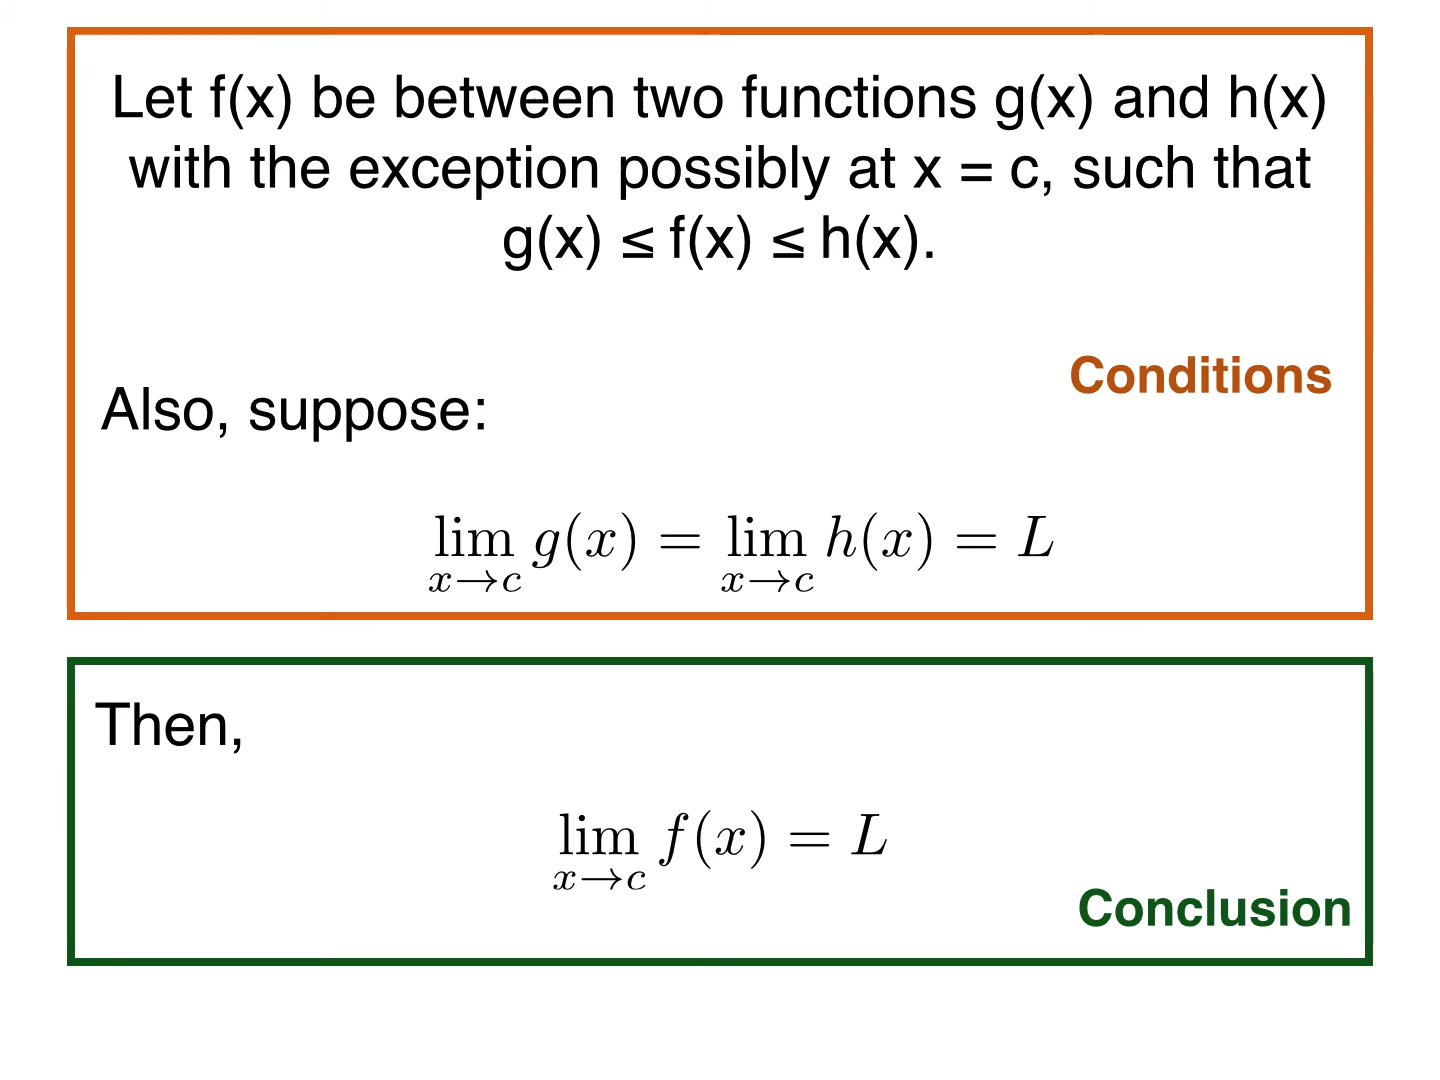 Let f(x) be between two functions g(x) and h(x)
with the exception possibly at x = c, such that
g(x) ≤ f(x) ≤ h(x).
Conditions
Also, suppose:
lim g(x) = lim h(x) = L
x→c x→c
Then,
lim f(x) = L
x→c
Conclusion